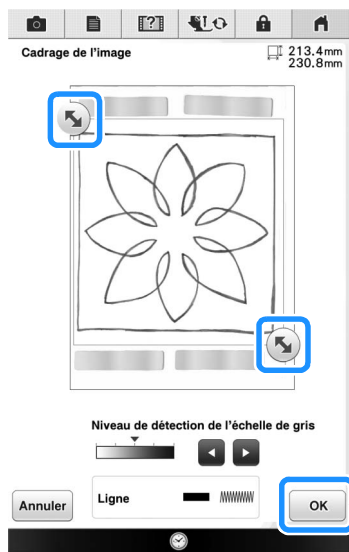 Cadrage de l'image
213.4mm
230.8mm
Niveau de détection de l'échelle de gris
Ligne
Annuler
OK